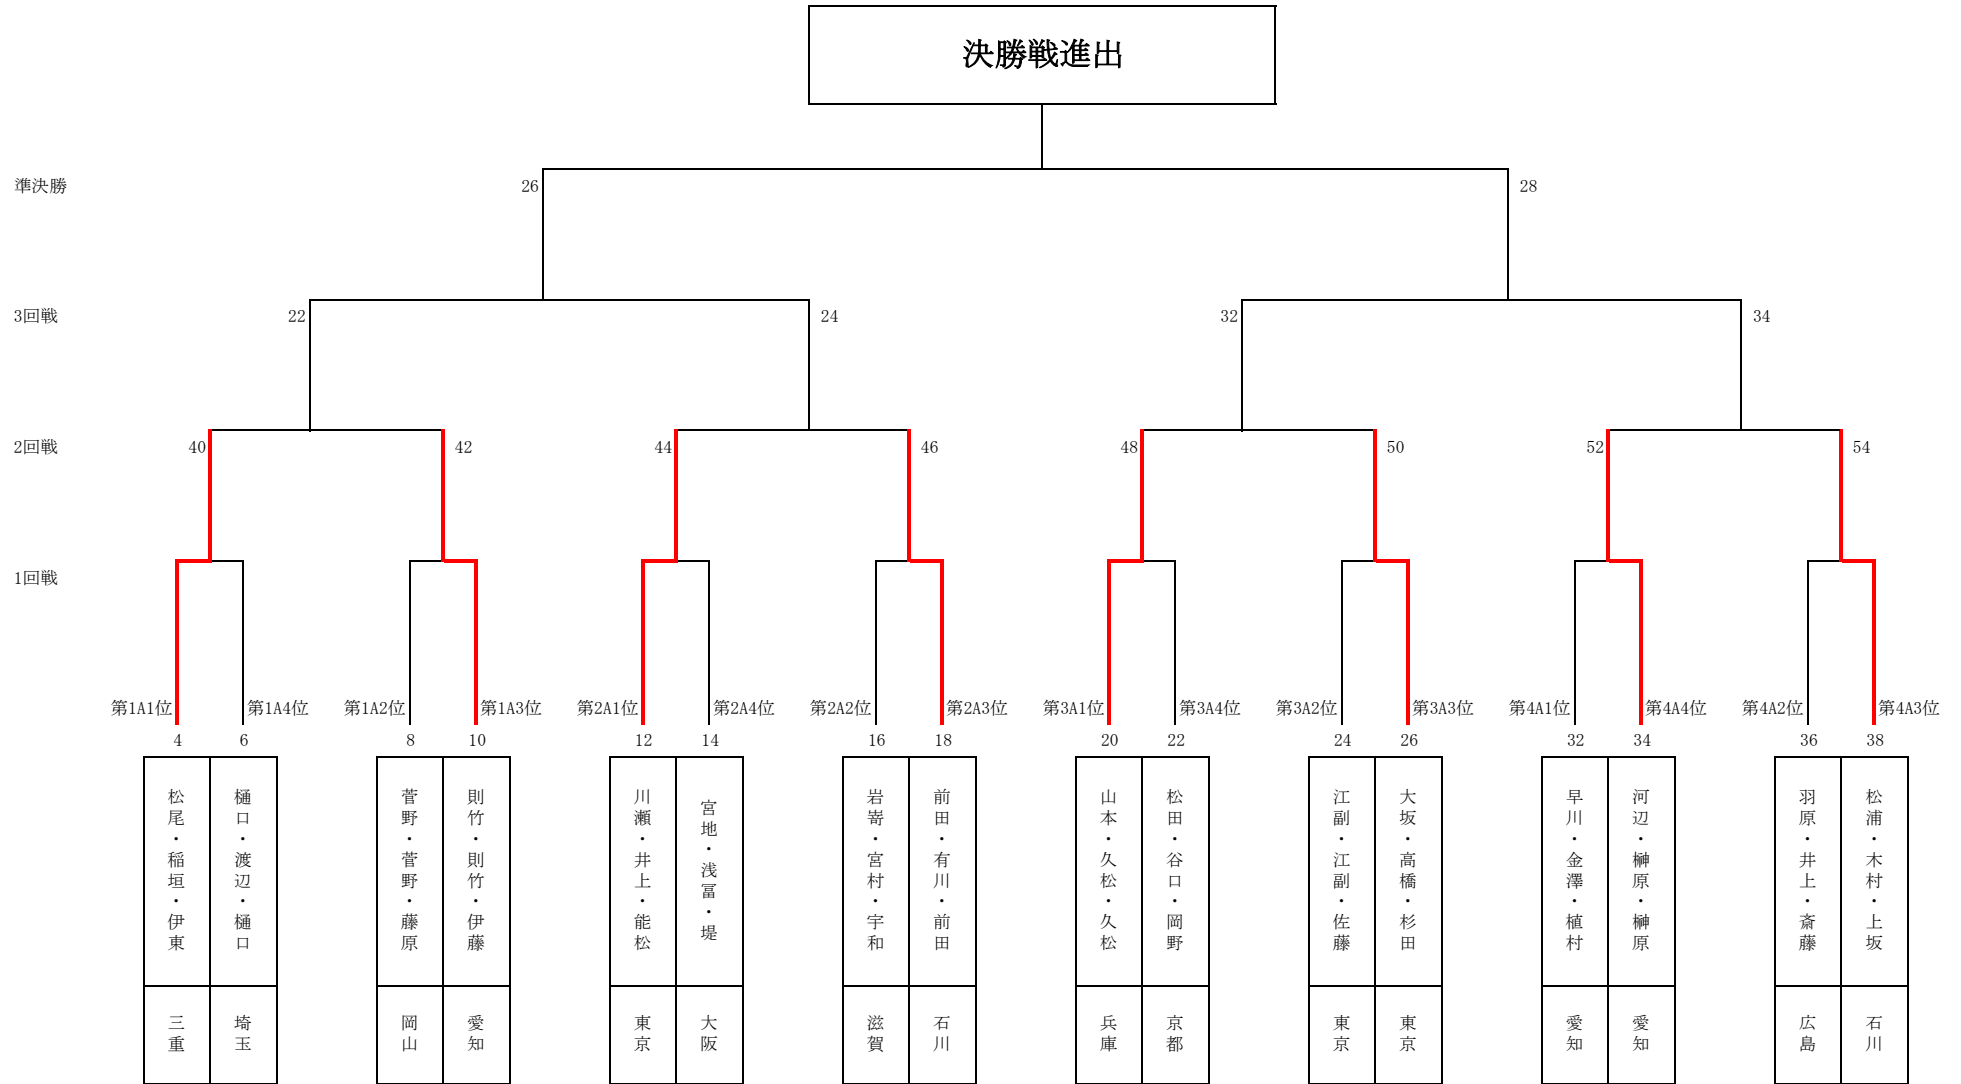 決勝戦進出
準決勝
26
28
3回戦
22
24
32
34
2回戦
40
42
44
46
48
50
52
54
1回戦
第1A1位
第1A4位
第1A2位
第1A3位
第2A1位
第2A4位
第2A2位
第2A3位
第3A1位
第3A4位
第3A2位
第3A3位
第4A1位
第4A4位
第4A2位
第4A3位
4
6
8
10
12
14
16
18
20
22
24
26
32
34
36
38
松尾・稲垣・伊東
樋口・渡辺・樋口
菅野・菅野・藤原
則竹・則竹・伊藤
川瀬・井上・能松
宮地・浅冨・堤
岩嵜・宮村・宇和
前田・有川・前田
山本・久松・久松
松田・谷口・岡野
江副・江副・佐藤
大坂・高橋・杉田
早川・金澤・植村
河辺・榊原・榊原
羽原・井上・斎藤
松浦・木村・上坂
三重
埼玉
岡山
愛知
東京
大阪
滋賀
石川
兵庫
京都
東京
東京
愛知
愛知
広島
石川